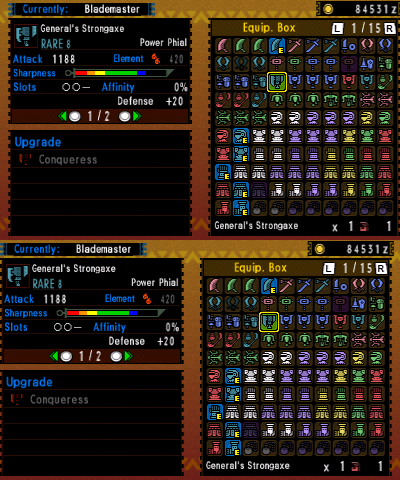 Currently: Blademaster
84531z
General's Strongaxe
RARE 8 Power Phial
Attack 1188 Element 420
Sharpness
Slots Affinity 0%
Defense +20
1/2
Upgrade
Conqueress
Equip. Box L 1/15 R
E
E
E
E
E
E
General's Strongaxe x 1 1
Currently: Blademaster
84531z
General's Strongaxe
RARE 8 Power Phial
Attack 1188 Element 420
Sharpness
Slots Affinity 0%
Defense +20
1/2
Upgrade
Conqueress
Equip. Box L 1/15 R
E
E
E
E
E
E
General's Strongaxe x 1 1